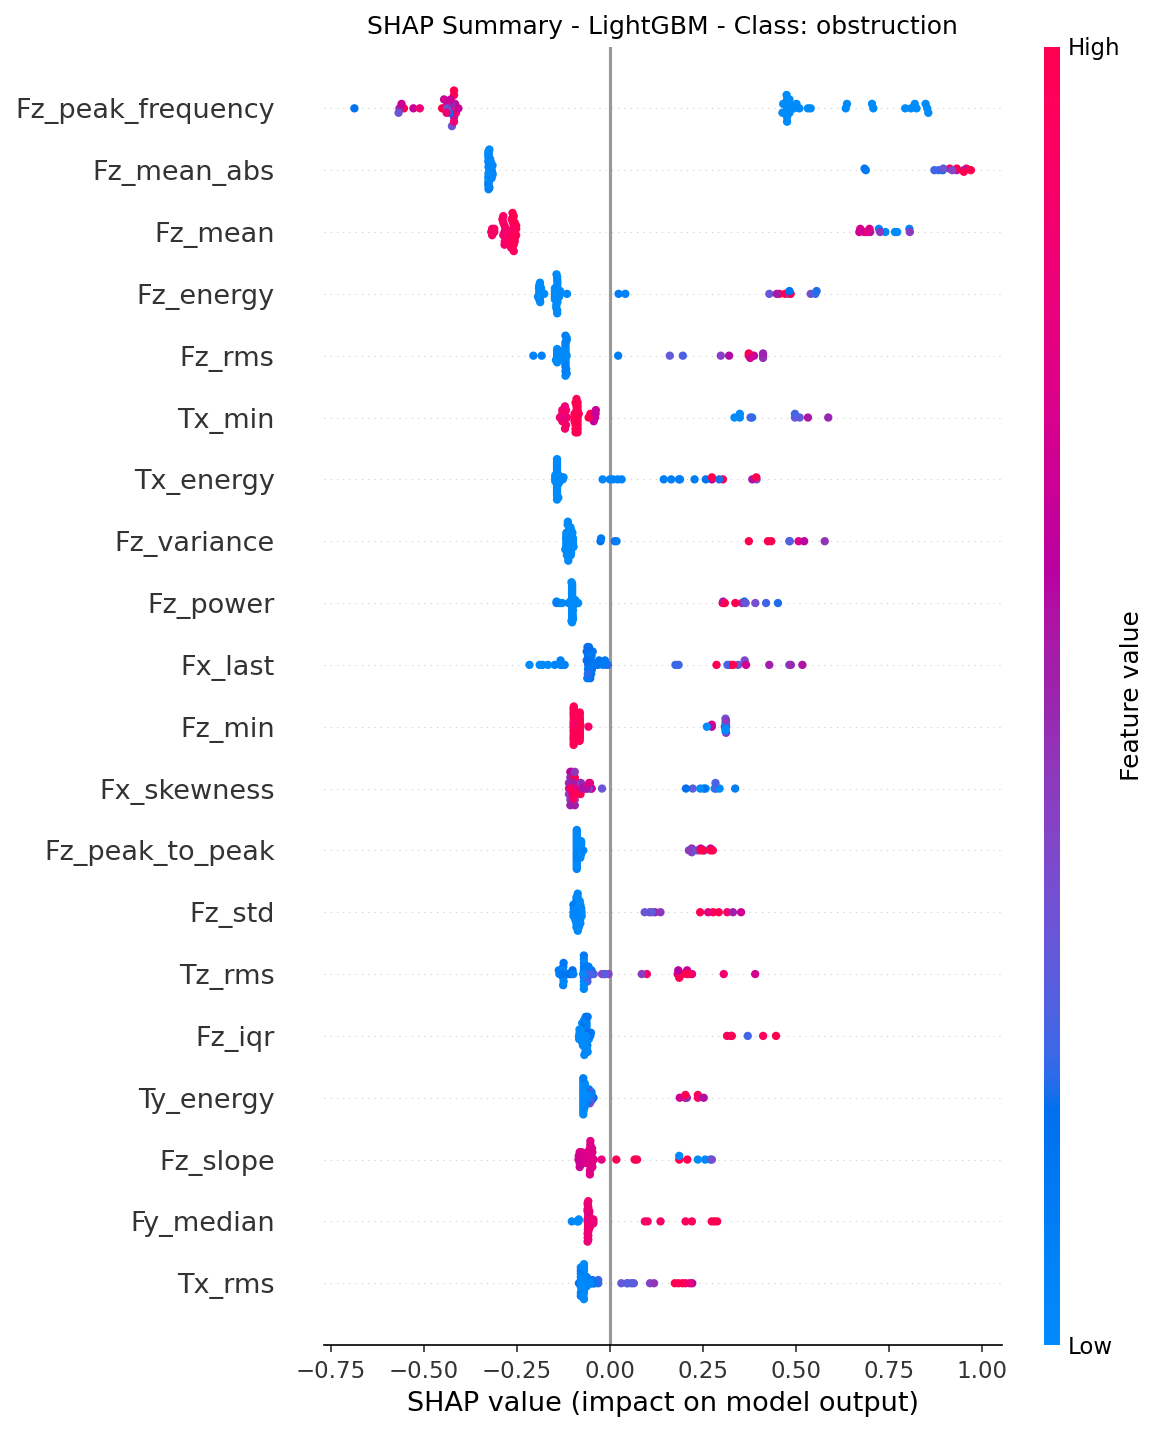 SHAP Summary - LightGBM - Class: obstruction
High
Fz_peak_frequency
Fz_mean_abs
Fz_mean
Fz_energy
Fz_rms
Tx_min
Tx_energy
Fz_variance
Fz_power
Fx_last
Fz_min
Fx_skewness
Fz_peak_to_peak
Fz_std
Tz_rms
Fz_iqr
Ty_energy
Fz_slope
Fy_median
Tx_rms
Feature value
Low
−0.75 −0.50 −0.25 0.00 0.25 0.50 0.75 1.00
SHAP value (impact on model output)